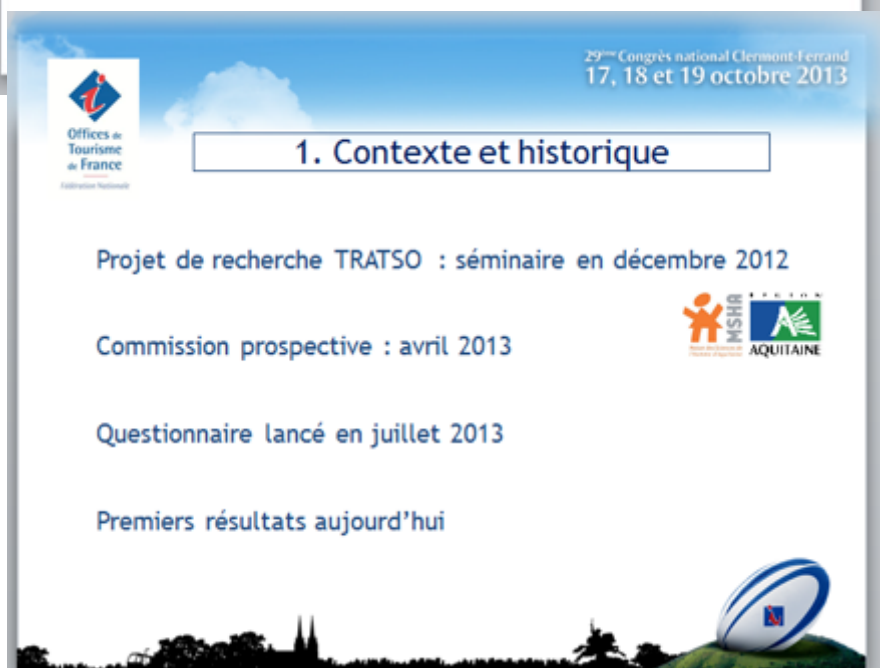 29ème Congrès national Clermont-Ferrand
17, 18 et 19 octobre 2013
Offices de
Tourisme
de France
Fédération Nationale
1. Contexte et historique
Projet de recherche TRATSO : séminaire en décembre 2012
MSHA
RÉGION
AQUITAINE
Commission prospective : avril 2013
Questionnaire lancé en juillet 2013
Premiers résultats aujourd'hui